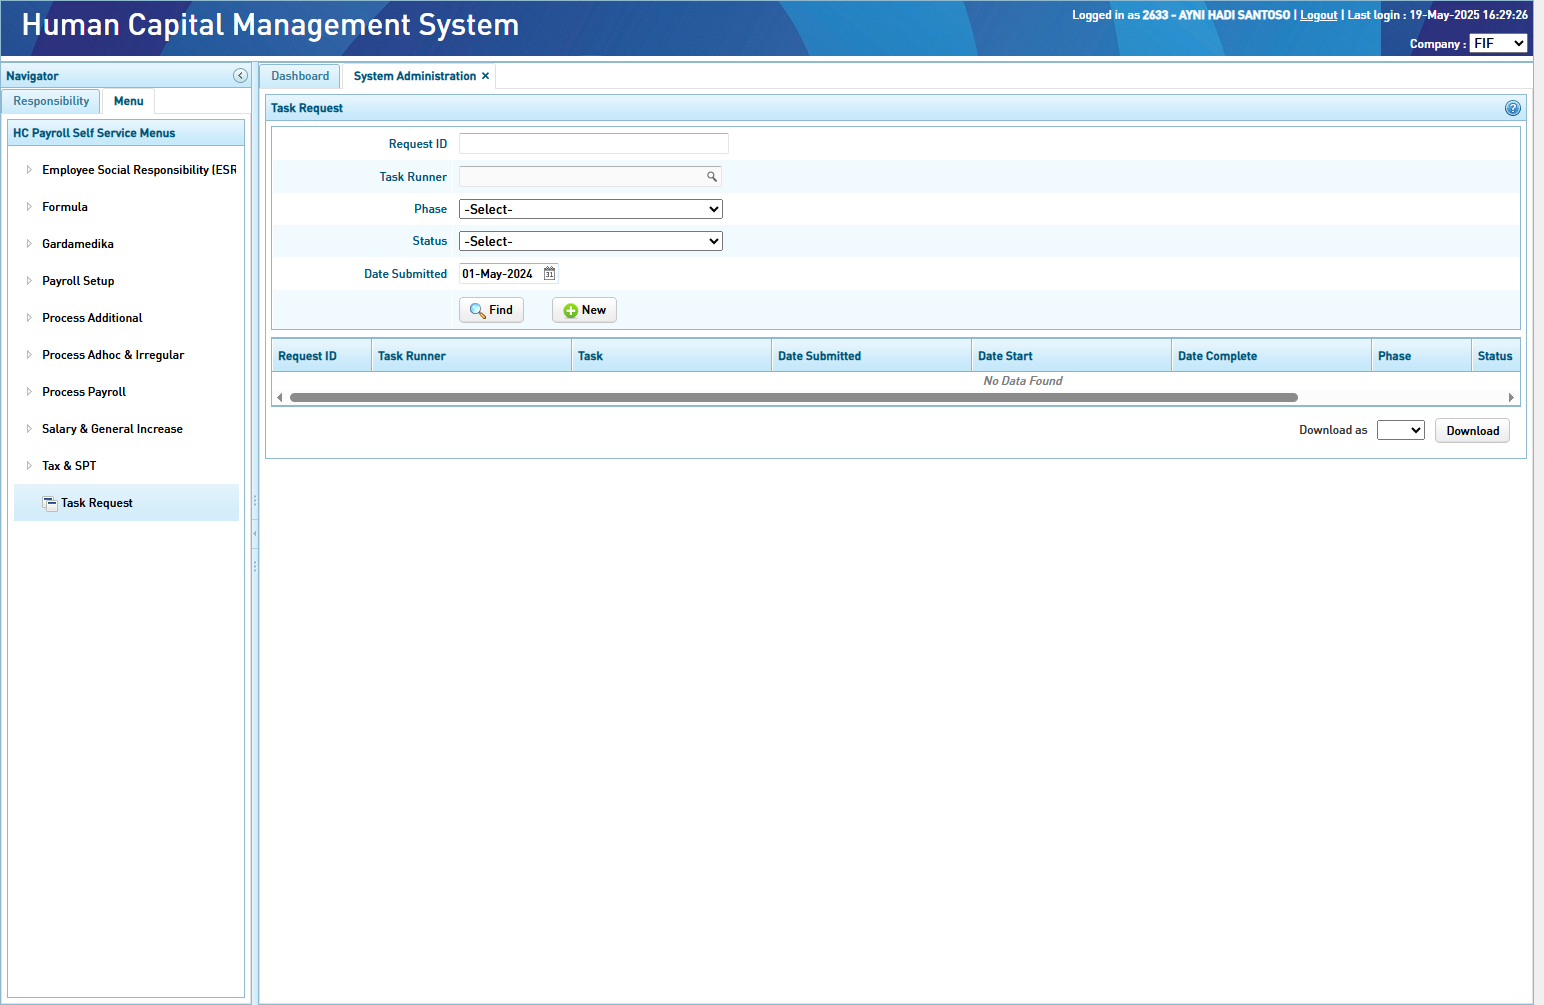 Human Capital Management System
Logged in as 2633 - AYNI HADI SANTOSO | Logout | Last login : 19-May-2025 16:29:26
Company : FIF
Navigator
Responsibility
Menu
HC Payroll Self Service Menus
Employee Social Responsibility (ESR
Formula
Gardamedika
Payroll Setup
Process Additional
Process Adhoc & Irregular
Process Payroll
Salary & General Increase
Tax & SPT
Task Request
Dashboard
System Administration ×
Task Request
Request ID
Task Runner
Phase -Select-
Status -Select-
Date Submitted 01-May-2024
Find New
Request ID Task Runner Task Date Submitted Date Start Date Complete Phase Status
No Data Found
Download as Download